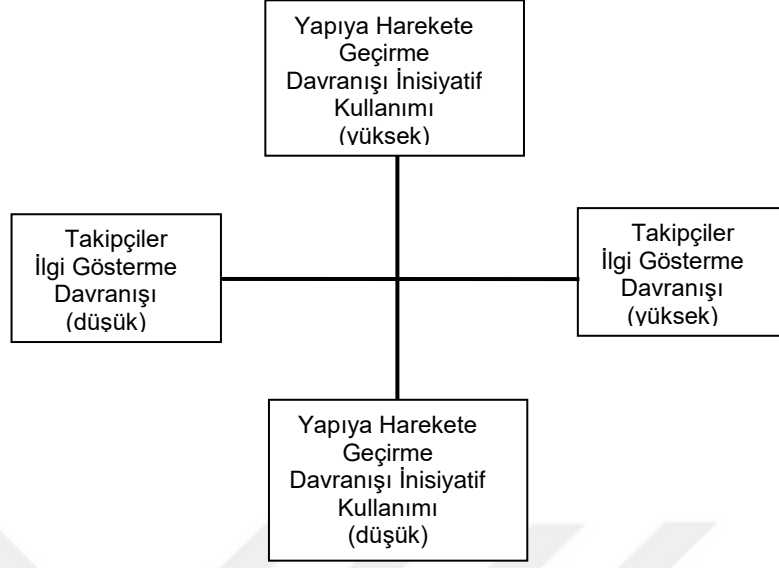 Yapıya Harekete
Geçirme
Davranışı İnisiyatif
Kullanımı
(yüksek)
Takipçiler
İlgi Gösterme
Davranışı
(düşük)
Takipçiler
İlgi Gösterme
Davranışı
(yüksek)
Yapıya Harekete
Geçirme
Davranışı İnisiyatif
Kullanımı
(düşük)